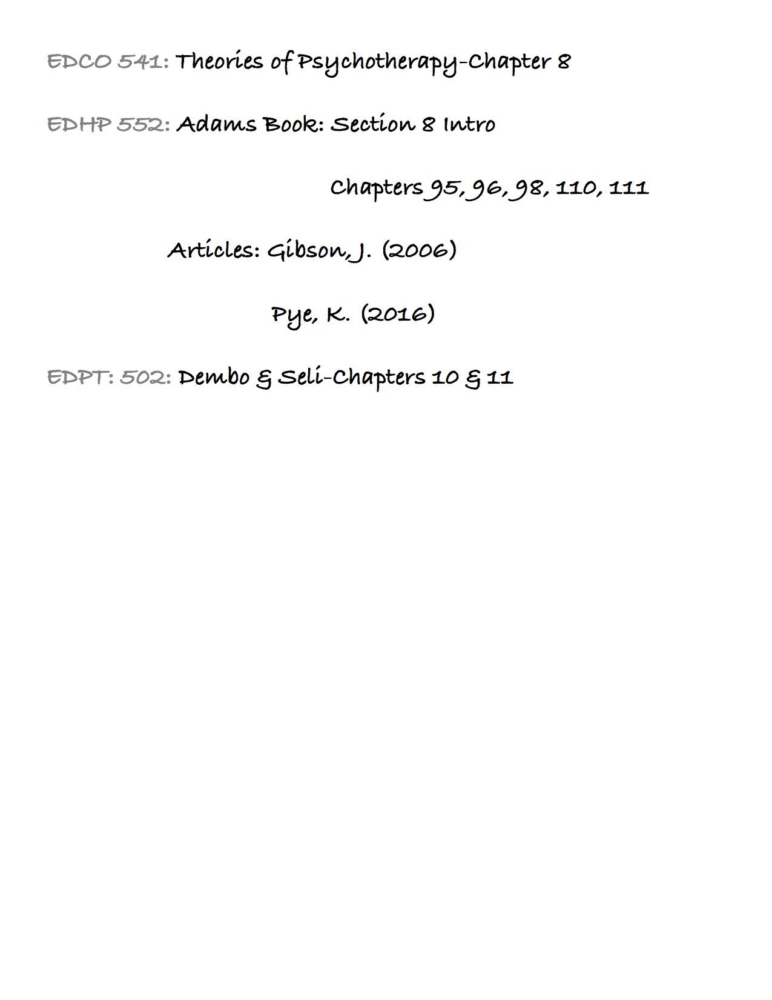 EDCO 541: Theories of Psychotherapy-Chapter 8
EDHP 552: Adams Book: Section 8 Intro
Chapters 95, 96, 98, 110, 111
Articles: Gibson, J. (2006)
Pye, K. (2016)
EDPT: 502: Dembo & Seli-Chapters 10 & 11